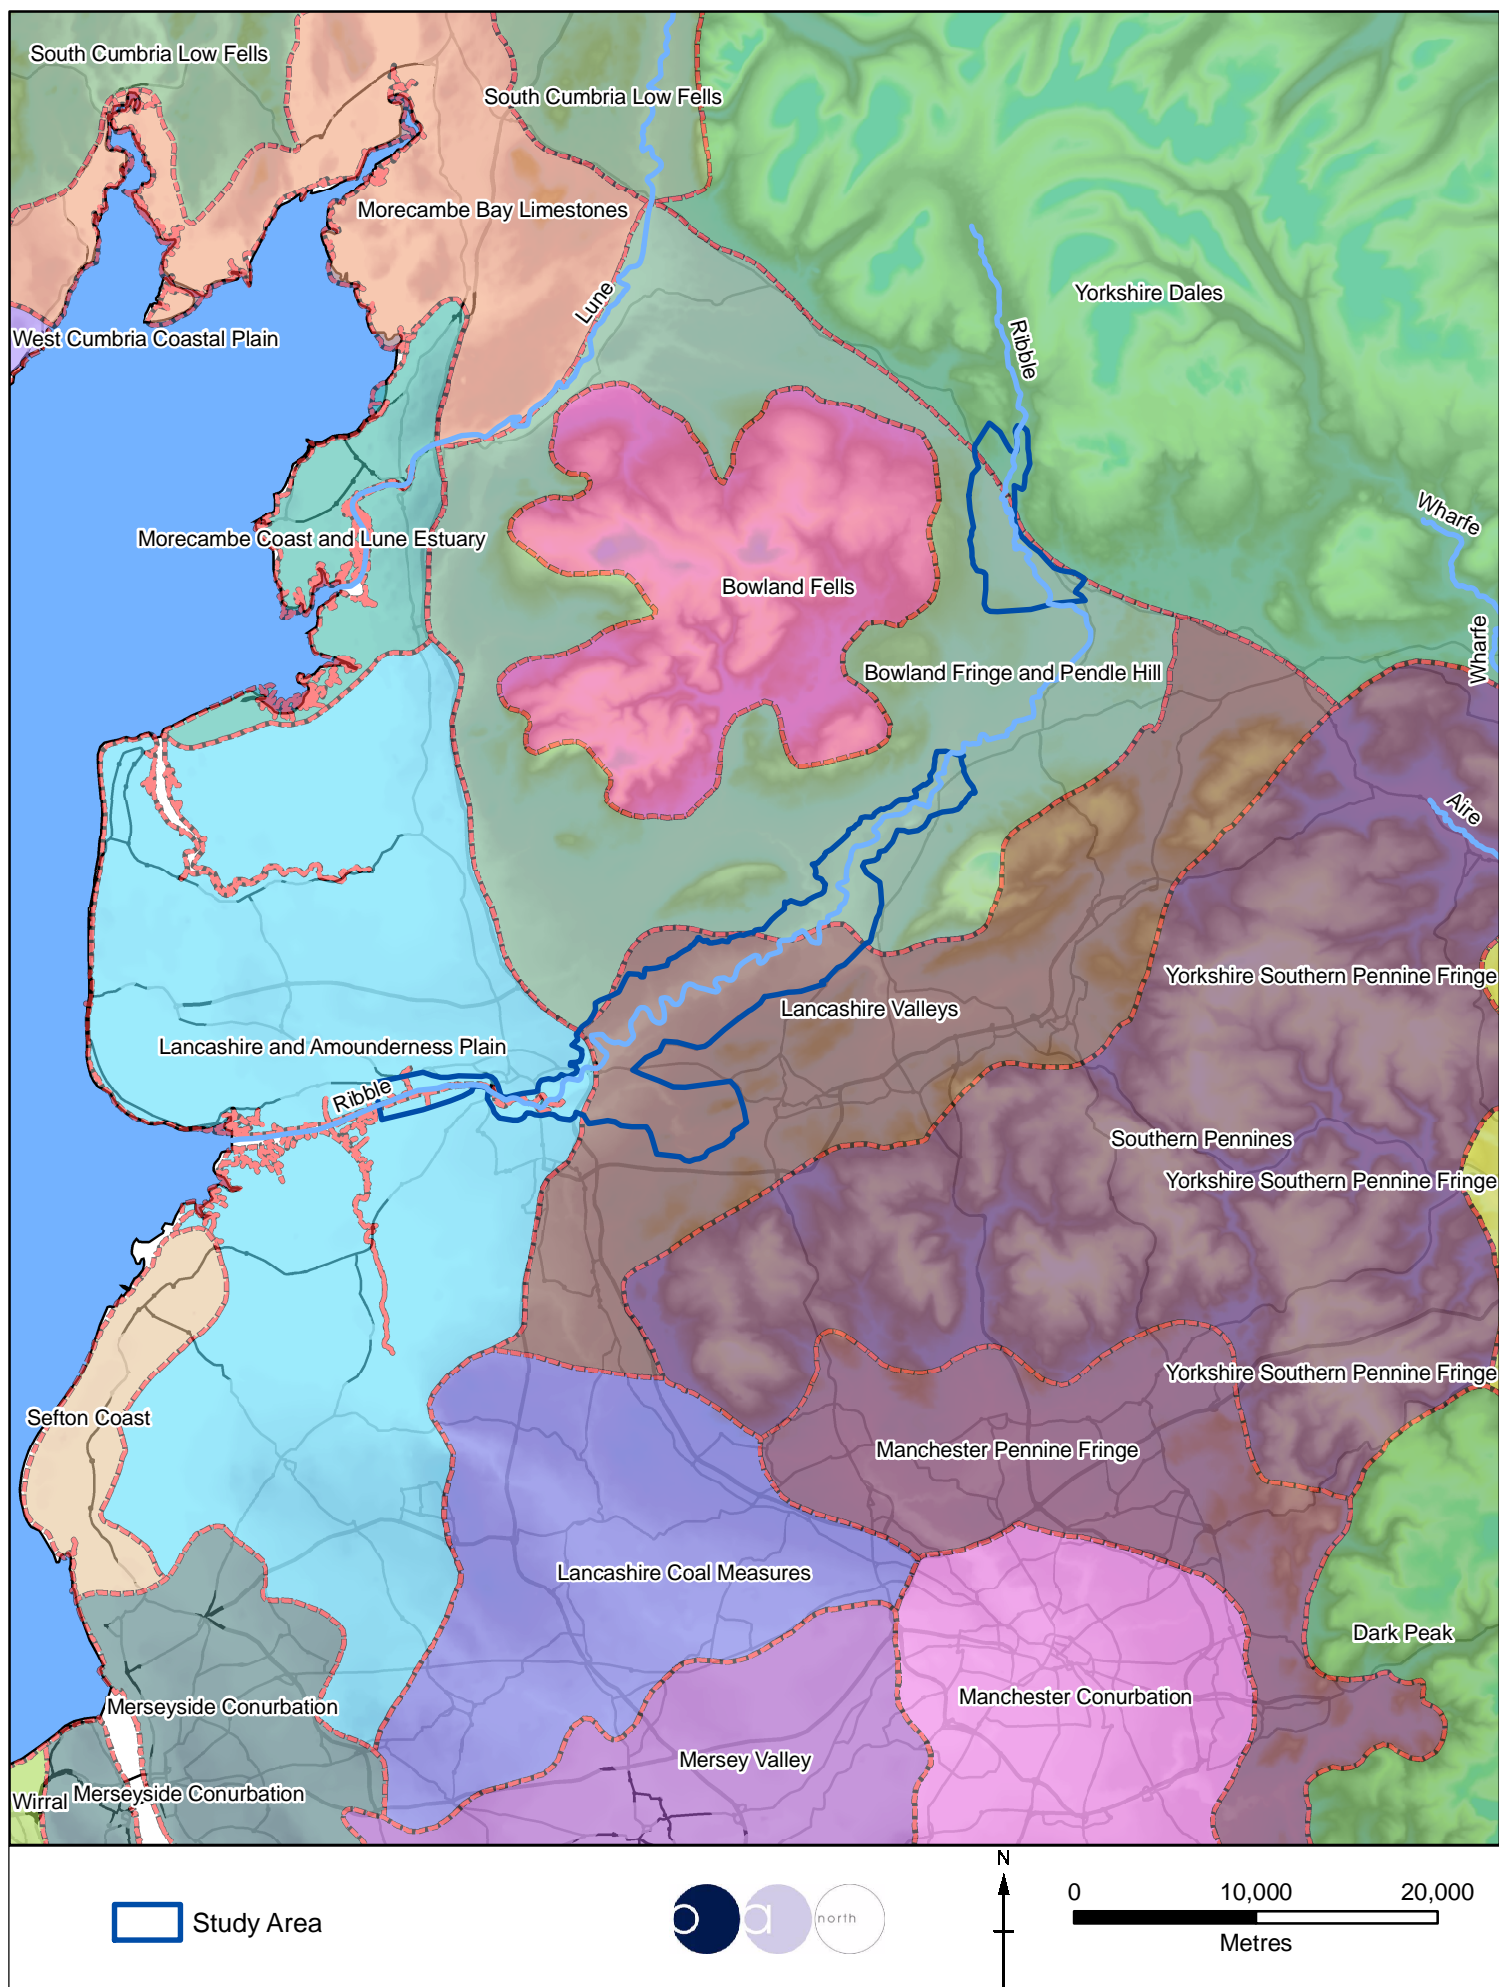 South Cumbria Low Fells
South Cumbria Low Fells
Morecambe Bay Limestones
Lune
Yorkshire Dales
West Cumbria Coastal Plain
Ribble
Wharfe
Morecambe Coast and Lune Estuary
Bowland Fells
Wharfe
Bowland Fringe and Pendle Hill
Aire
Yorkshire Southern Pennine Fringe
Lancashire Valleys
Lancashire and Amounderness Plain
Ribble
Southern Pennines
Yorkshire Southern Pennine Fringe
Yorkshire Southern Pennine Fringe
Sefton Coast
Manchester Pennine Fringe
Lancashire Coal Measures
Dark Peak
Manchester Conurbation
Merseyside Conurbation
Mersey Valley
Merseyside Conurbation
Wirral
Study Area
o a north
N
0 10,000 20,000
Metres